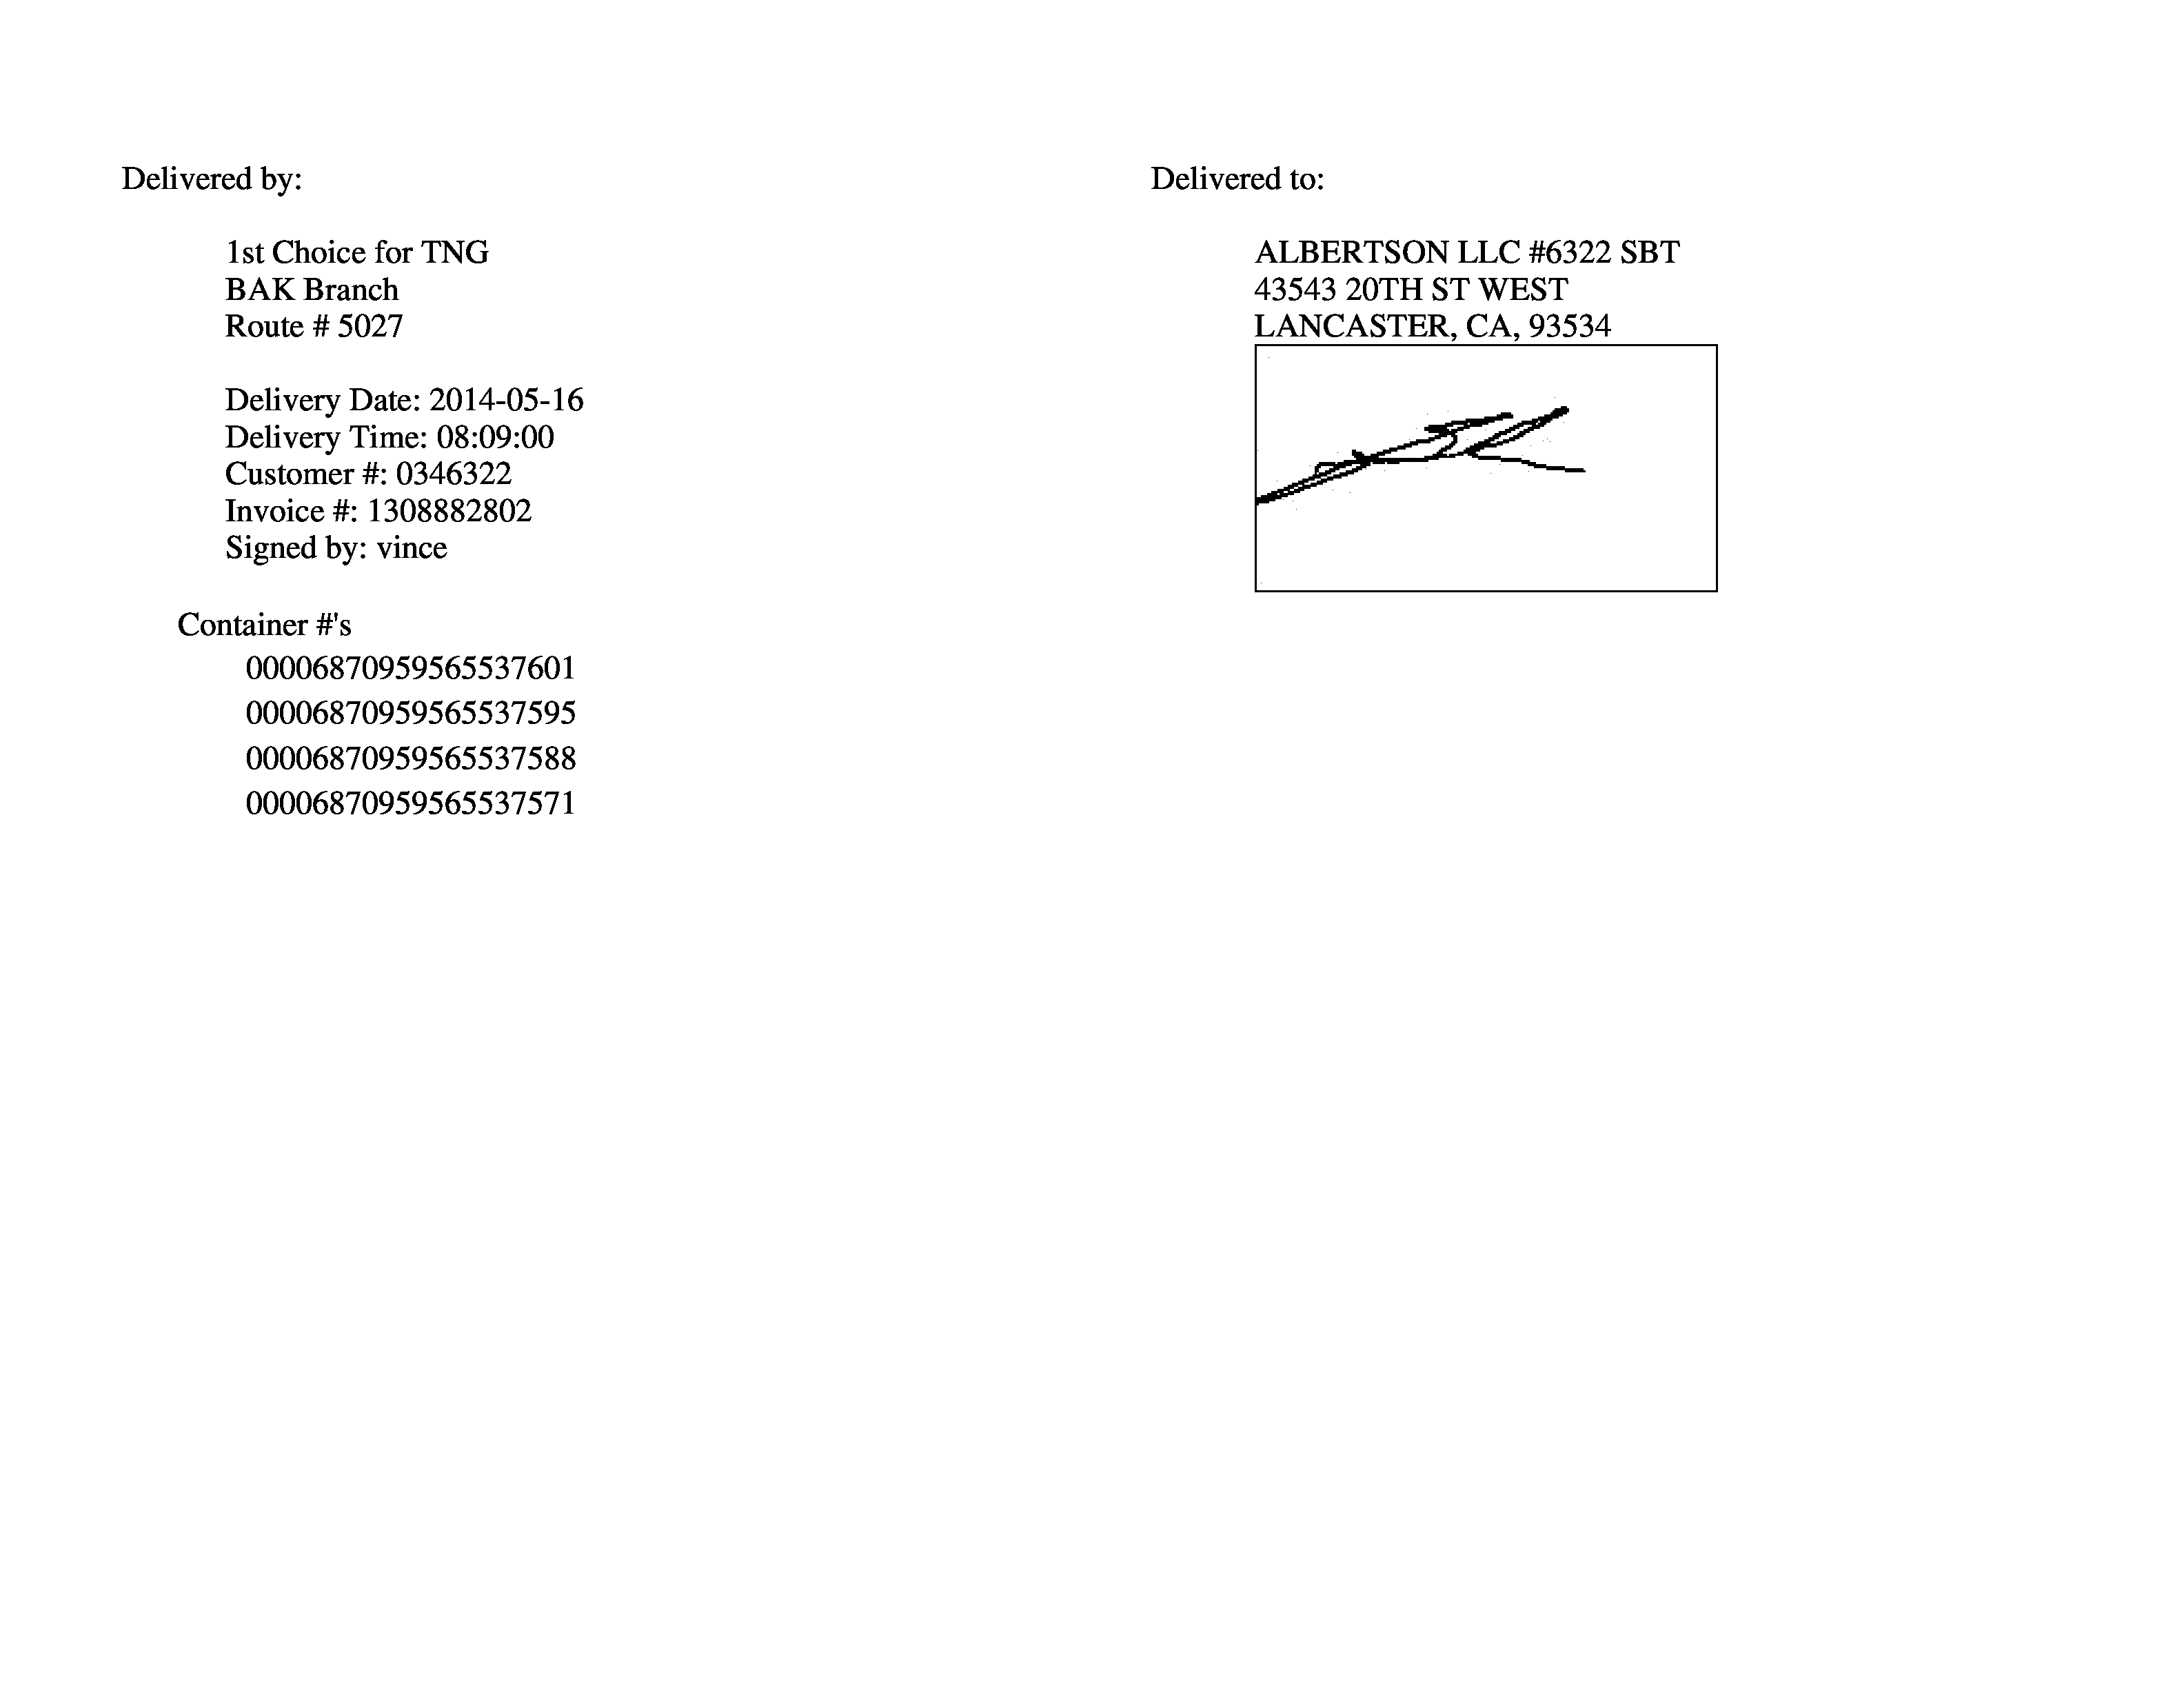 Delivered by:
1st Choice for TNG
BAK Branch
Route # 5027
Delivery Date: 2014-05-16
Delivery Time: 08:09:00
Customer #: 0346322
Invoice #: 1308882802
Signed by: vince
Container #'s
00006870959565537601
00006870959565537595
00006870959565537588
00006870959565537571
Delivered to:
ALBERTSON LLC #6322 SBT
43543 20TH ST WEST
LANCASTER, CA, 93534